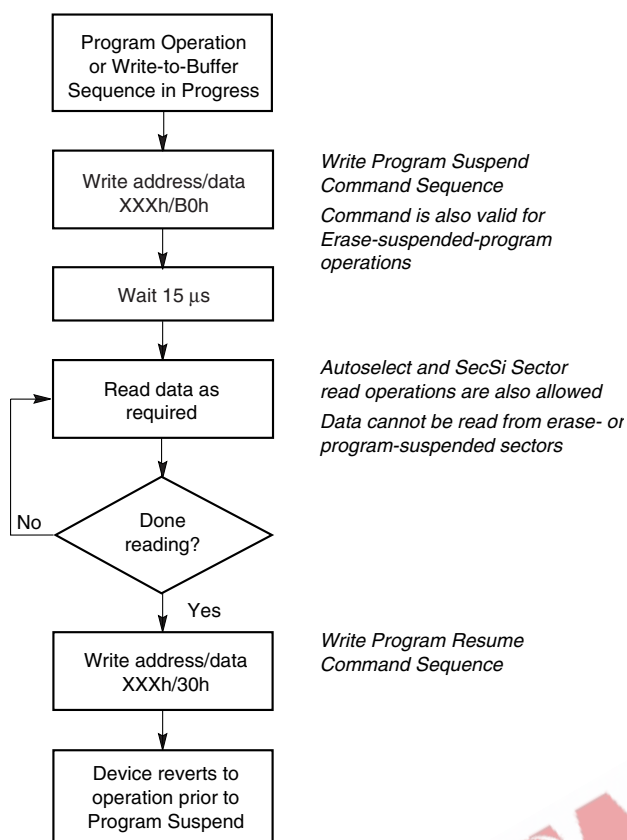 Program Operation
or Write-to-Buffer
Sequence in Progress
Write address/data
XXXh/B0h
Write Program Suspend
Command Sequence
Command is also valid for
Erase-suspended-program
operations
Wait 15 μs
Read data as
required
Autoselect and SecSi Sector
read operations are also allowed
Data cannot be read from erase- or
program-suspended sectors
No
Done
reading?
Yes
Write address/data
XXXh/30h
Write Program Resume
Command Sequence
Device reverts to
operation prior to
Program Suspend